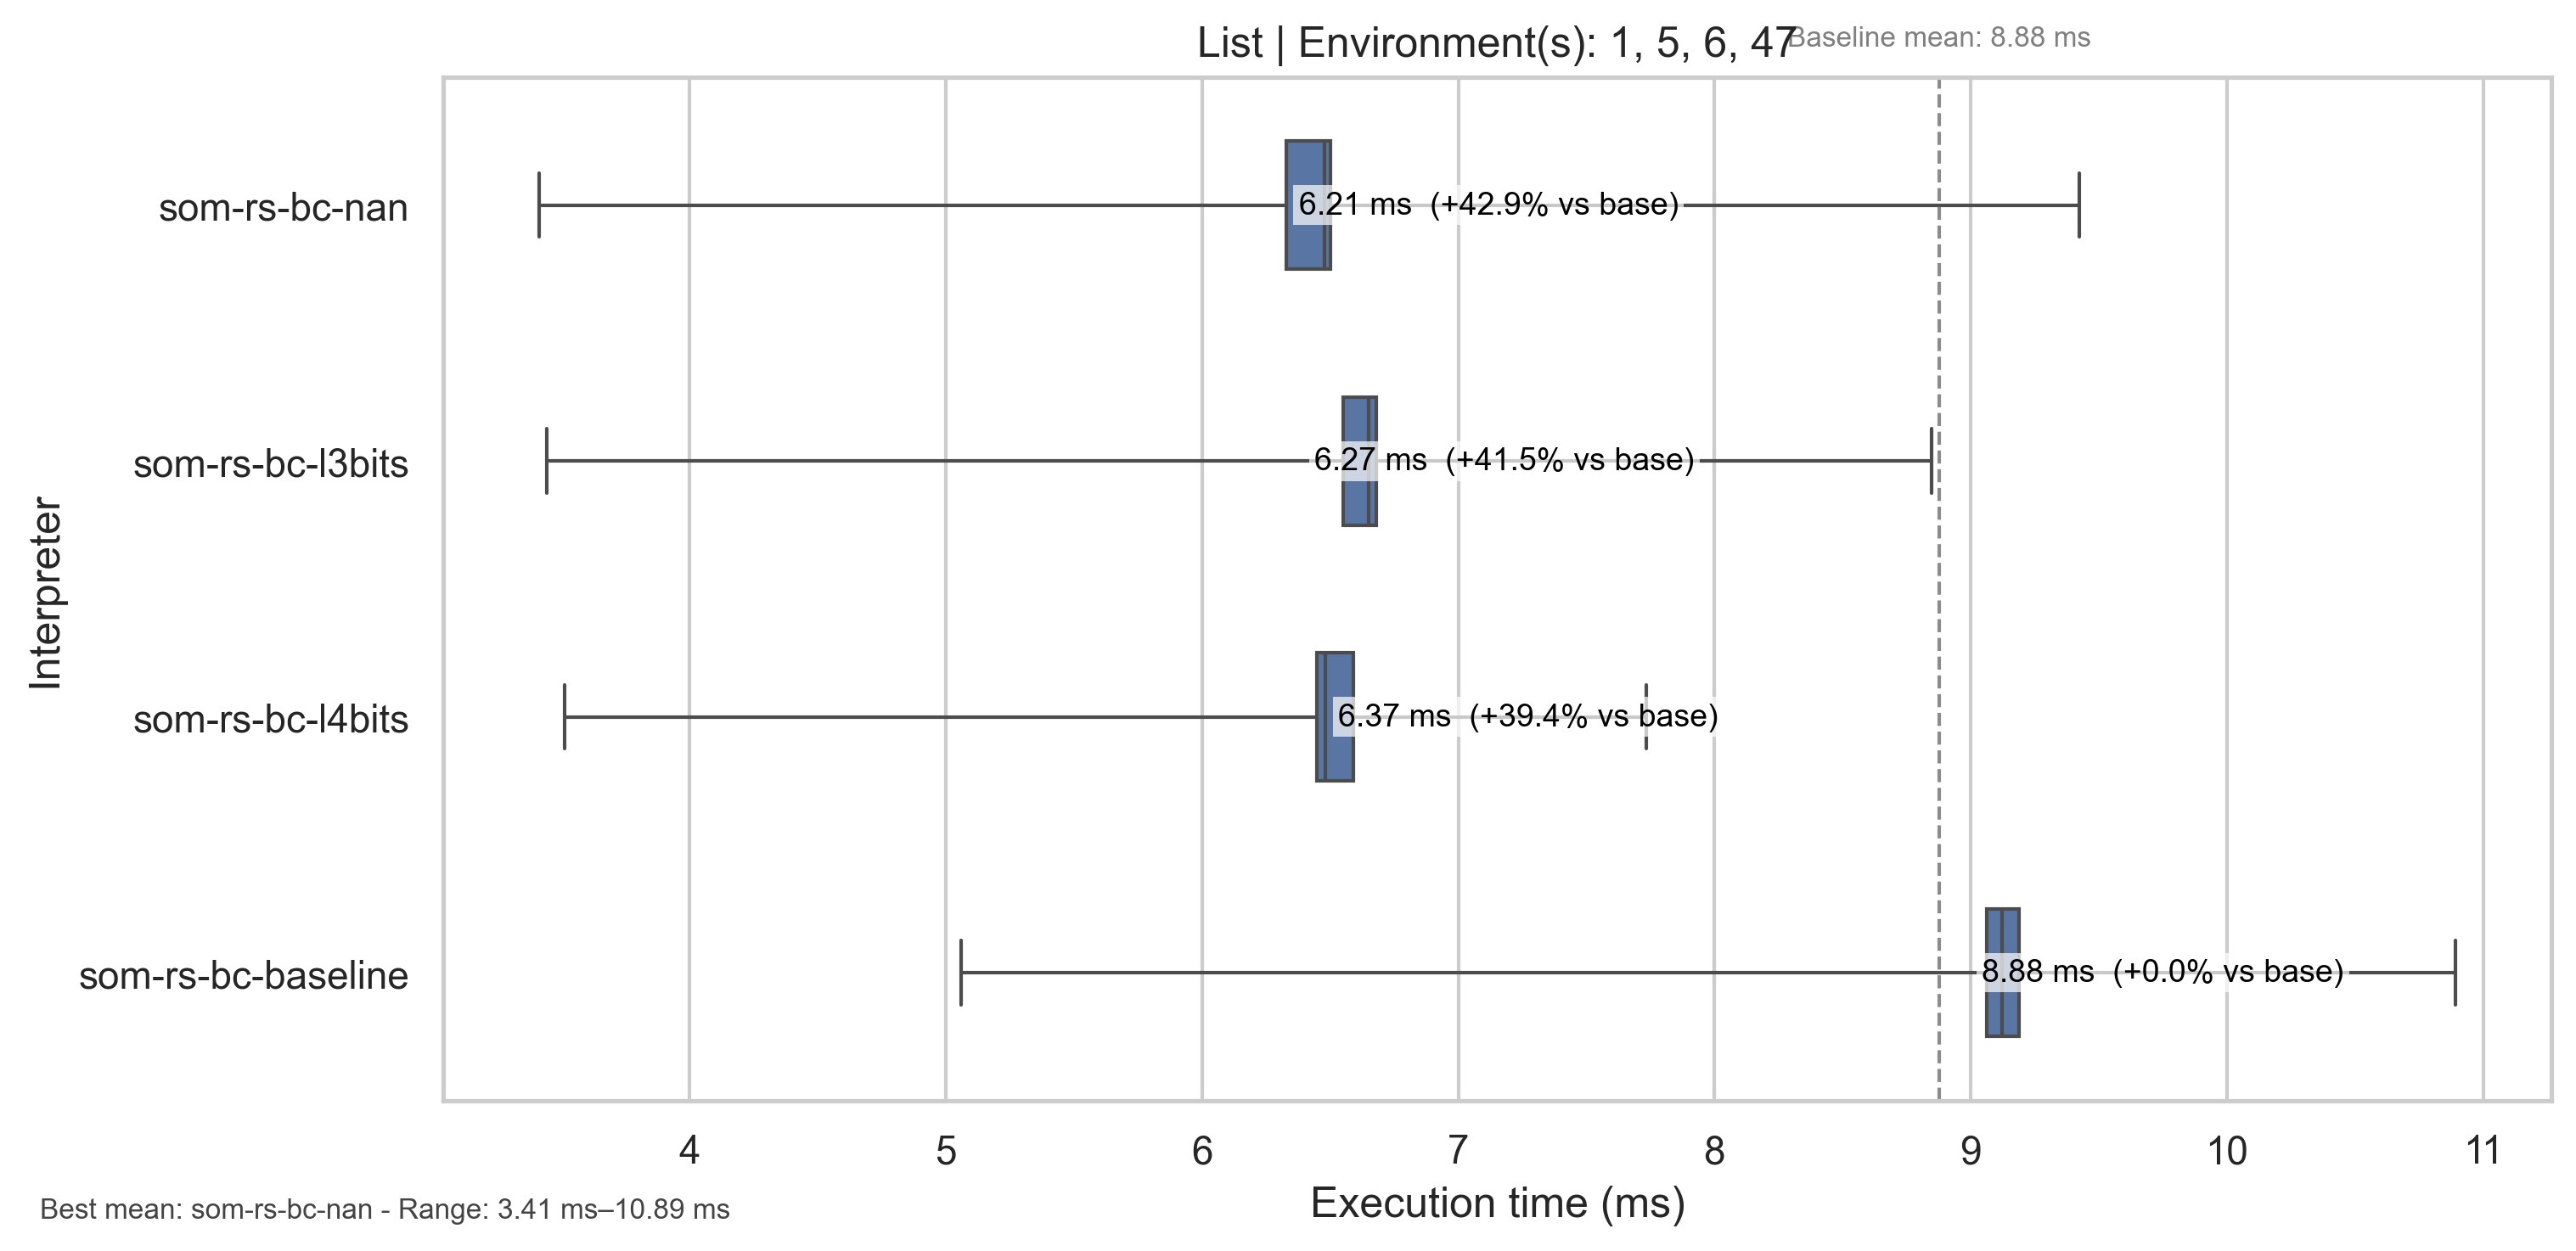 List | Environment(s): 1, 5, 6, 47
Baseline mean: 8.88 ms
som-rs-bc-nan
6.21 ms (+42.9% vs base)
som-rs-bc-l3bits
6.27 ms (+41.5% vs base)
som-rs-bc-l4bits
6.37 ms (+39.4% vs base)
som-rs-bc-baseline
8.88 ms (+0.0% vs base)
Interpreter
4 5 6 7 8 9 10 11
Execution time (ms)
Best mean: som-rs-bc-nan - Range: 3.41 ms–10.89 ms